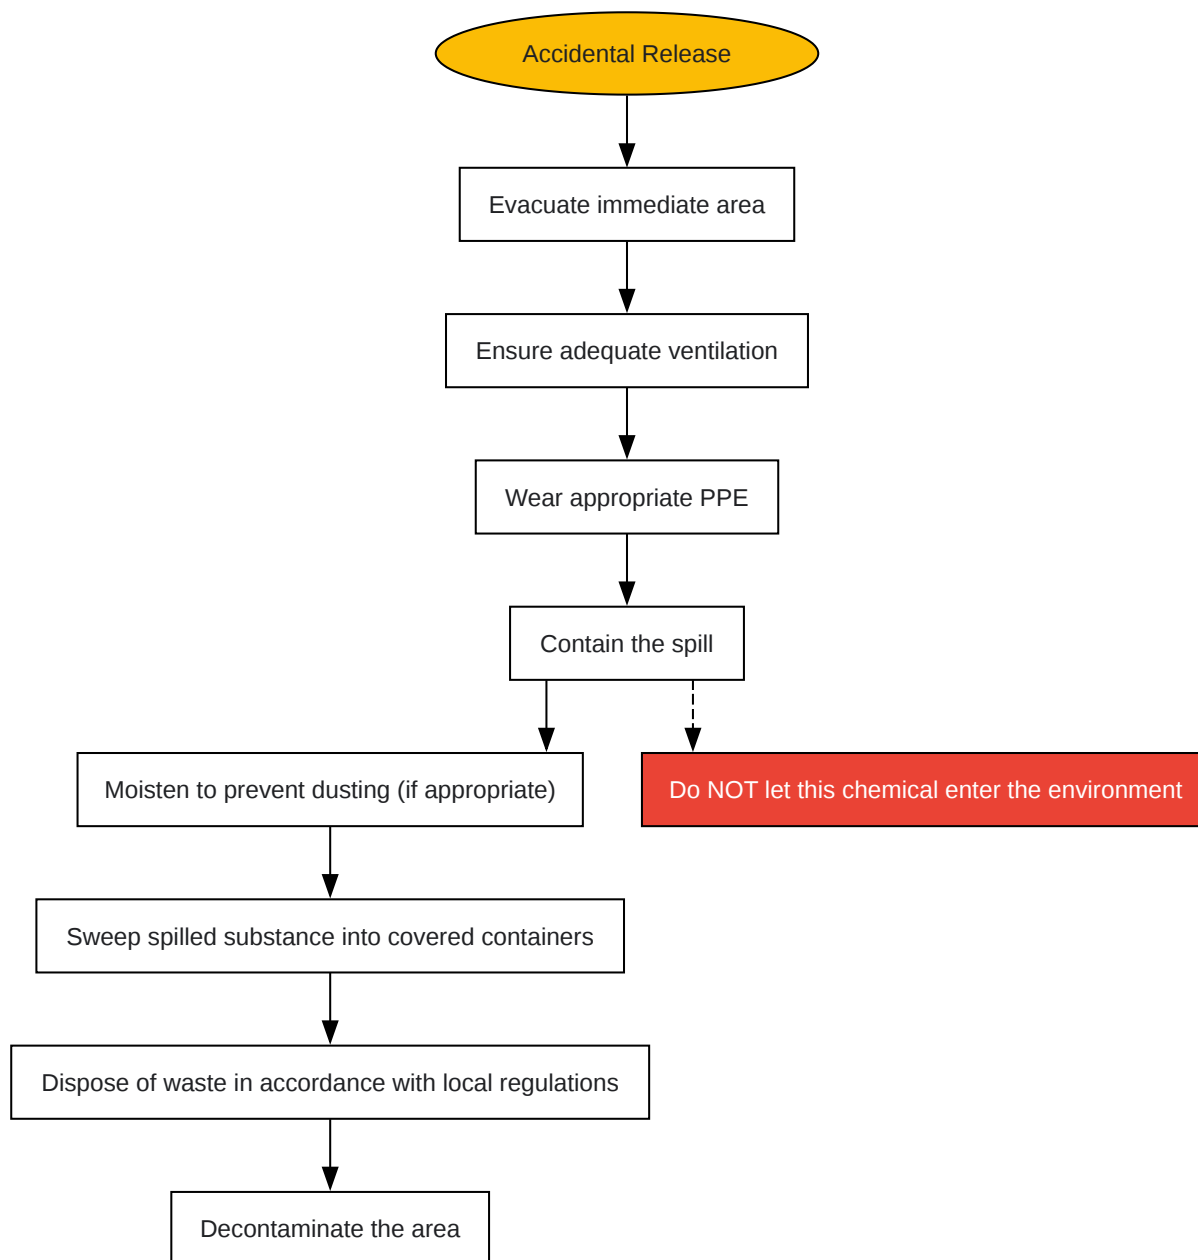 Accidental Release
Evacuate immediate area
Ensure adequate ventilation
Wear appropriate PPE
Contain the spill
Moisten to prevent dusting (if appropriate)
Do NOT let this chemical enter the environment
Sweep spilled substance into covered containers
Dispose of waste in accordance with local regulations
Decontaminate the area